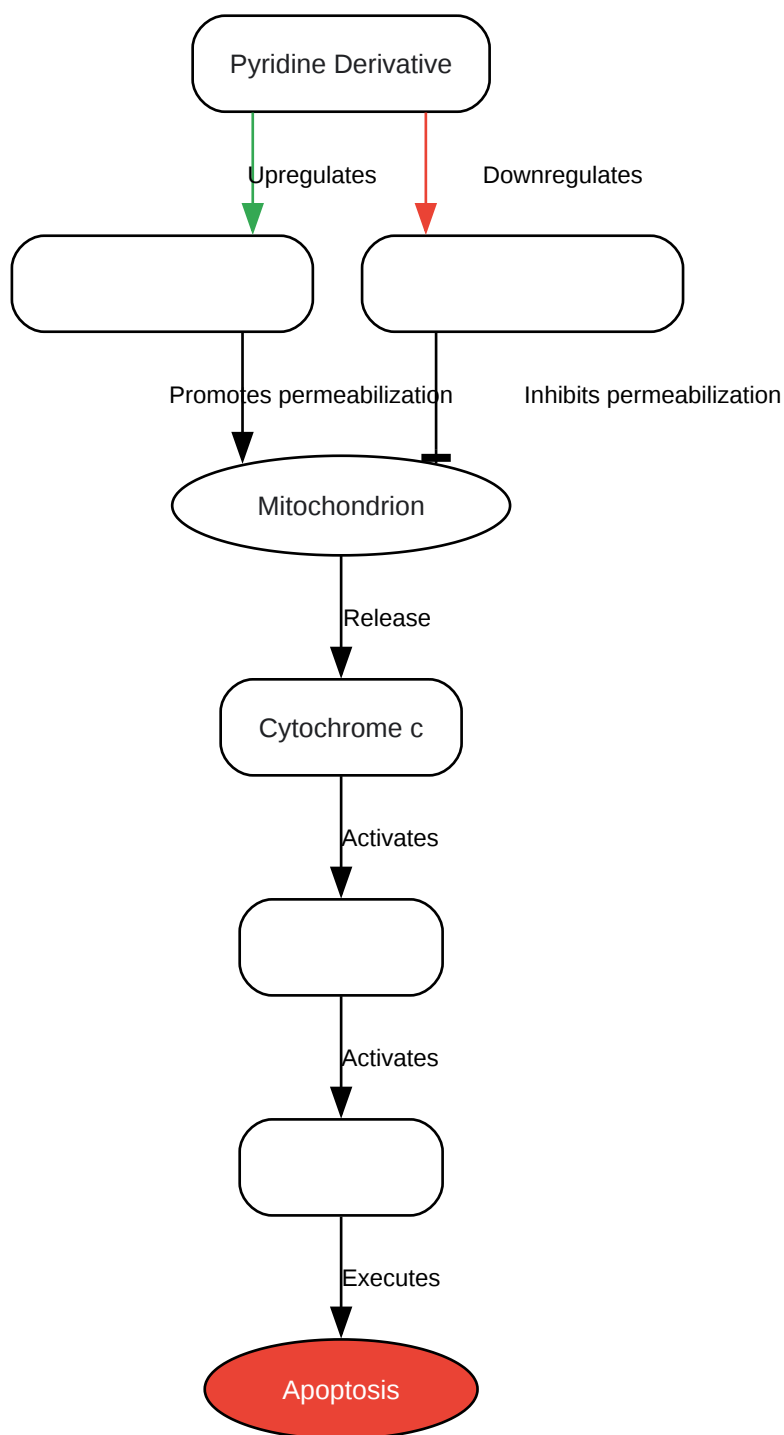 Pyridine Derivative
Upregulates
Downregulates
Promotes permeabilization
Inhibits permeabilization
Mitochondrion
Release
Cytochrome c
Activates
Activates
Executes
Apoptosis